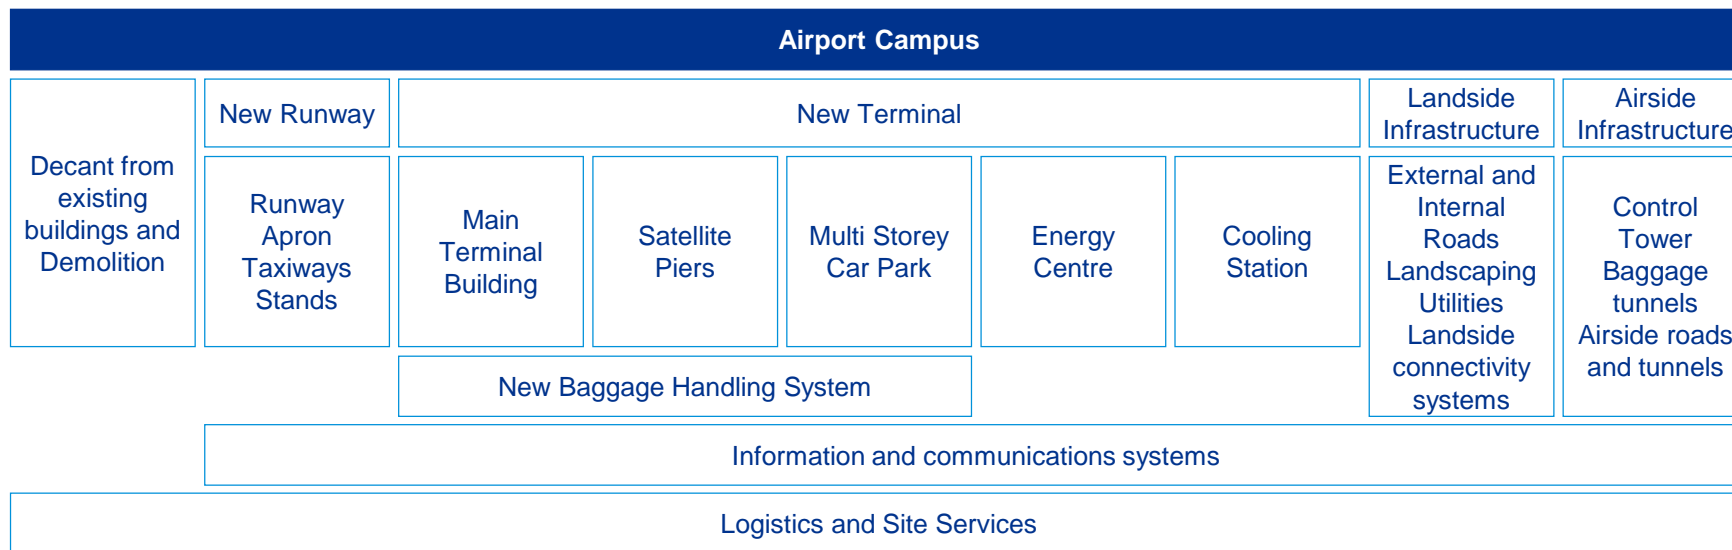 Airport Campus
Decant from
existing
buildings and
Demolition
New Runway
New Terminal
Landside
Infrastructure
Airside
Infrastructure
Runway
Apron
Taxiways
Stands
Main
Terminal
Building
Satellite
Piers
Multi Storey
Car Park
Energy
Centre
Cooling
Station
External and
Internal
Roads
Landscaping
Utilities
Landside
connectivity
systems
Control
Tower
Baggage
tunnels
Airside roads
and tunnels
New Baggage Handling System
Information and communications systems
Logistics and Site Services